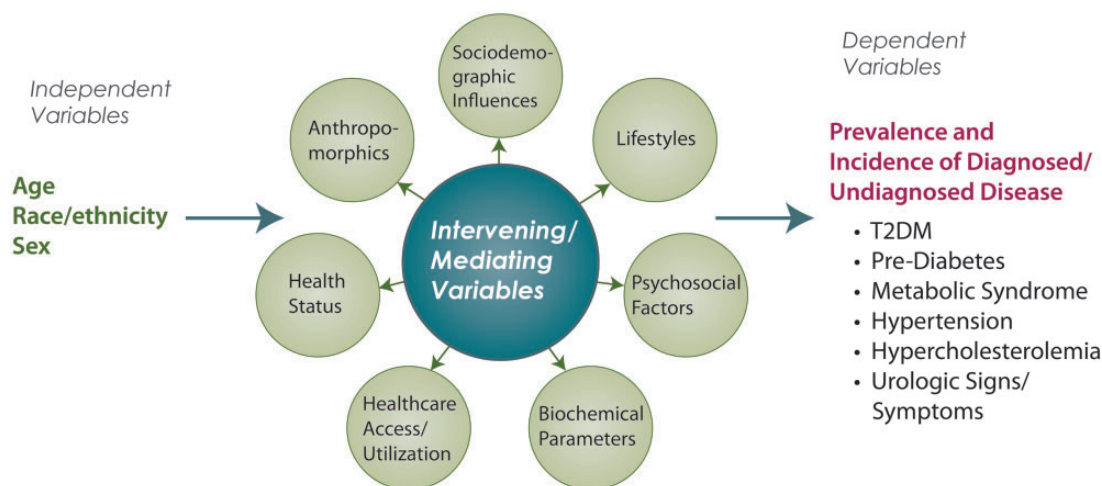 Independent
Variables
Age
Race/ethnicity
Sex
Sociodemo-
graphic
Influences
Anthropo-
morphics
Lifestyles
Intervening/
Mediating
Variables
Health
Status
Psychosocial
Factors
Healthcare
Access/
Utilization
Biochemical
Parameters
Dependent
Variables
Prevalence and
Incidence of Diagnosed/
Undiagnosed Disease
• T2DM
• Pre-Diabetes
• Metabolic Syndrome
• Hypertension
• Hypercholesterolemia
• Urologic Signs/
Symptoms